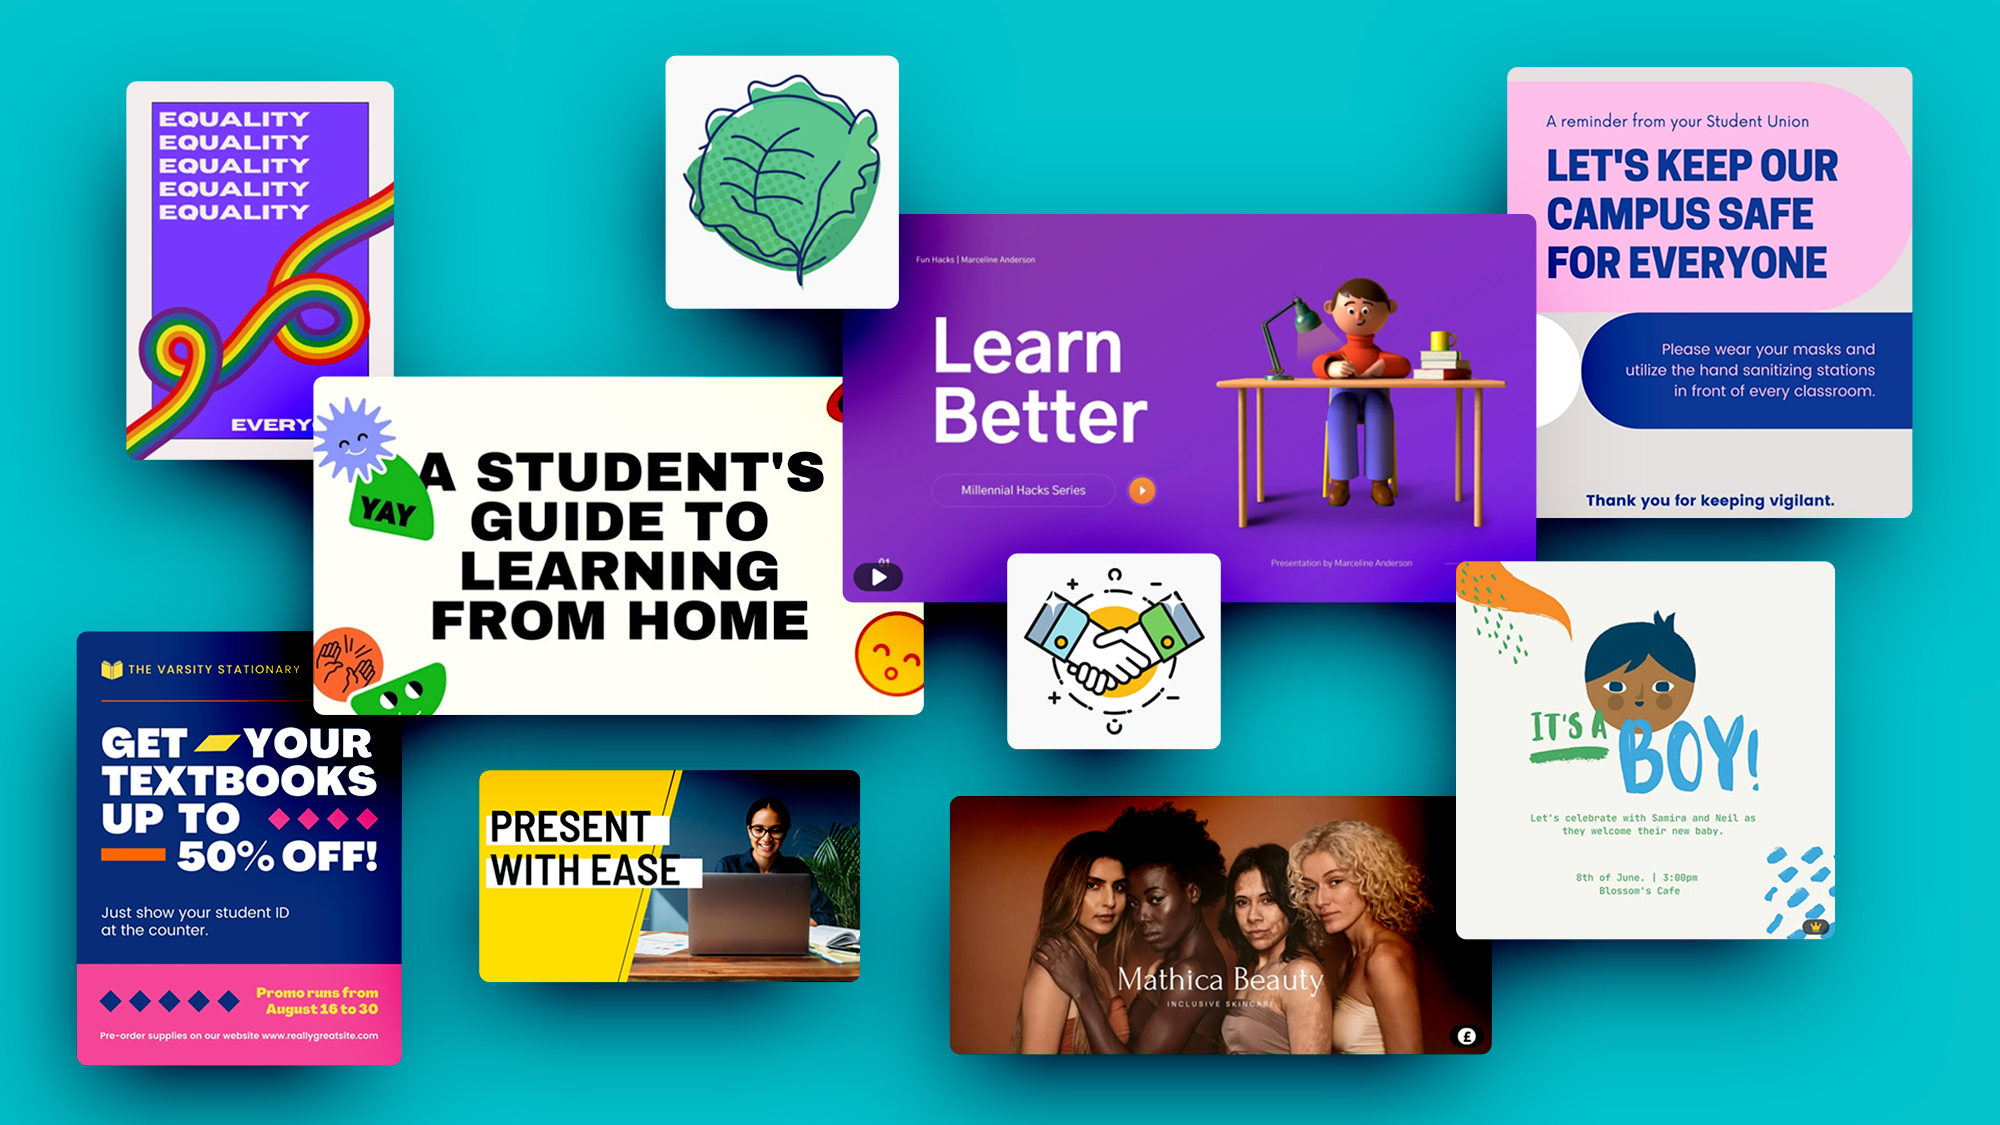 EQUALITY
EQUALITY
EQUALITY
EQUALITY
EQUALITY
A reminder from your Student Union
LET'S KEEP OUR
CAMPUS SAFE
FOR EVERYONE
Please wear your masks and
utilize the hand sanitizing stations
in front of every classroom.
Thank you for keeping vigilant.
Fun Hacks | Marceline Anderson
Learn
Better
Millennial Hacks Series
01
Presentation by Marceline Anderson
YAY
A STUDENT'S
GUIDE TO
LEARNING
FROM HOME
THE VARSITY STATIONARY
GET YOUR
TEXTBOOKS
UP TO
50% OFF!
Just show your student ID
at the counter.
Promo runs from
August 16 to 30
Pre-order supplies on our website www.reallygreatsite.com
PRESENT
WITH EASE
Mathica Beauty
INCLUSIVE SKINCARE
£
IT'S A
BOY!
Let's celebrate with Samira and Neil as
they welcome their new baby.
8th of June. | 3:00pm
Blossom's Cafe